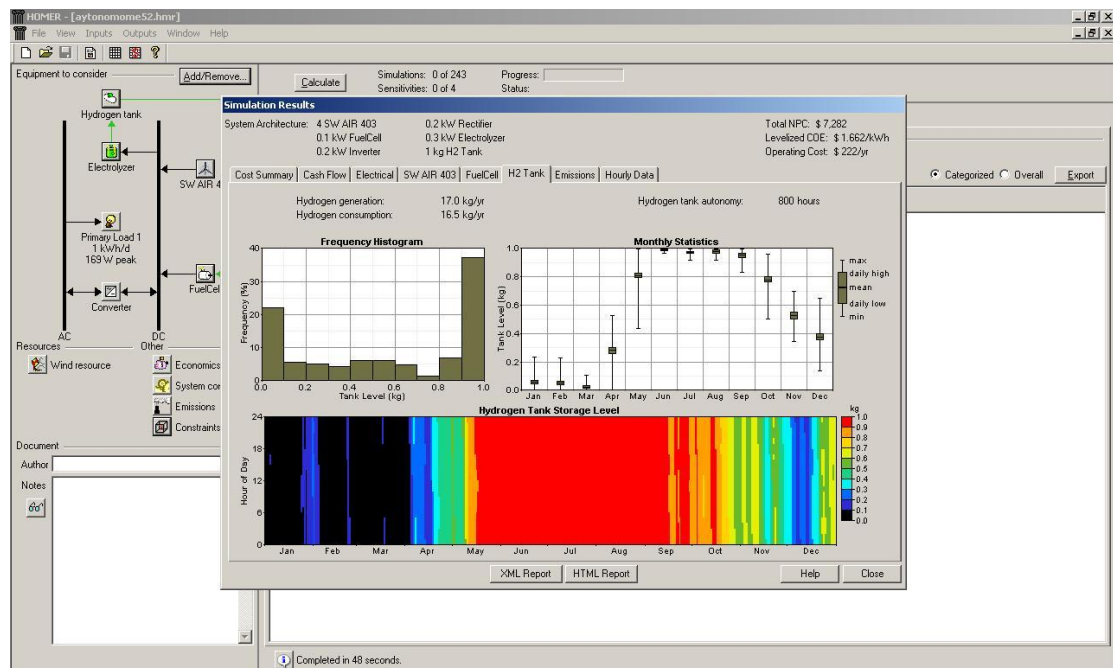 HOMER - [aytonomome52.hmr]
File View Inputs Outputs Window Help
Equipment to consider
Add/Remove...
Calculate
Simulations: 0 of 243
Progress:
Sensitivities: 0 of 4
Status:
Hydrogen tank
Electrolyzer
SW AIR 4
Primary Load 1
1 kWh/d
169 W peak
FuelCel
Converter
AC
DC
Resources
Other
Wind resource
Economics
System con
Emissions
Constraints
Document
Author
Notes
Categorized
Overall
Export
Simulation Results
System Architecture: 4 SW AIR 403
0.2 kW Rectifier
Total NPC: $ 7,282
0.1 kW FuelCell
0.3 kW Electrolyzer
Levelized COE: $ 1.662/kWh
0.2 kW Inverter
1 kg H2 Tank
Operating Cost: $ 222/yr
Cost Summary
Cash Flow
Electrical
SW AIR 403
FuelCell
H2 Tank
Emissions
Hourly Data
Hydrogen generation: 17.0 kg/yr
Hydrogen tank autonomy: 800 hours
Hydrogen consumption: 16.5 kg/yr
Frequency Histogram
Frequency (%)
40
30
20
10
0
0.0 0.2 0.4 0.6 0.8 1.0
Tank Level (kg)
Monthly Statistics
Tank Level (kg)
1.0
0.8
0.6
0.4
0.2
0.0
Jan Feb Mar Apr May Jun Jul Aug Sep Oct Nov Dec
max
daily high
mean
daily low
min
Hydrogen Tank Storage Level
Hour of Day
24
18
12
6
0
Jan Feb Mar Apr May Jun Jul Aug Sep Oct Nov Dec
kg
1.0
0.9
0.8
0.7
0.6
0.5
0.4
0.3
0.2
0.1
0.0
XML Report
HTML Report
Help
Close
Completed in 48 seconds.